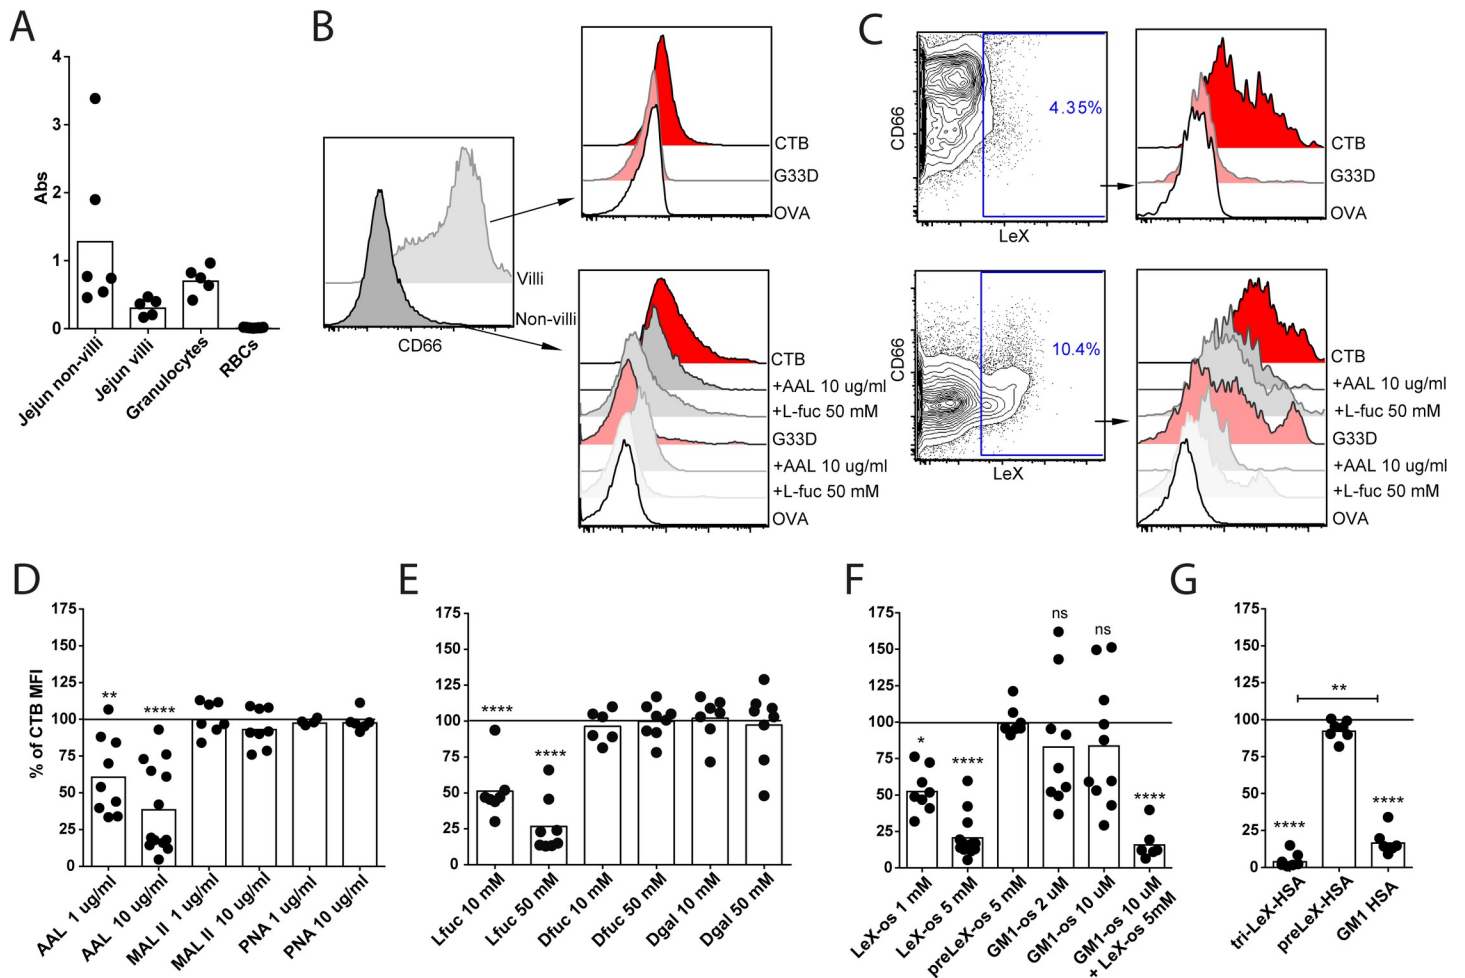 A
Abs
4
3
2
1
0
Jejun non-villi
Jejun villi
Granulocytes
RBCs
B
Villi
Non-villi
CD66
CTB
G33D
OVA
CTB
+AAL 10 ug/ml
+L-fuc 50 mM
G33D
+AAL 10 ug/ml
+L-fuc 50 mM
OVA
C
CD66
4.35%
LeX
CTB
G33D
OVA
CD66
10.4%
LeX
CTB
+AAL 10 ug/ml
+L-fuc 50 mM
G33D
+AAL 10 ug/ml
+L-fuc 50 mM
OVA
D
% of CTB MFI
175
150
125
100
75
50
25
0
**
****
AAL 1 ug/ml
AAL 10 ug/ml
MAL II 1 ug/ml
MAL II 10 ug/ml
PNA 1 ug/ml
PNA 10 ug/ml
E
175
150
125
100
75
50
25
0
****
****
Lfuc 10 mM
Lfuc 50 mM
Dfuc 10 mM
Dfuc 50 mM
Dgal 10 mM
Dgal 50 mM
F
175
150
125
100
75
50
25
0
*
****
ns
ns
****
LeX-os 1 mM
LeX-os 5 mM
preLeX-os 5 mM
GM1-os 2 uM
GM1-os 10 uM
GM1-os 10 uM
+ LeX-os 5mM
G
175
150
125
100
75
50
25
0
**
****
****
tri-LeX-HSA
preLeX-HSA
GM1 HSA